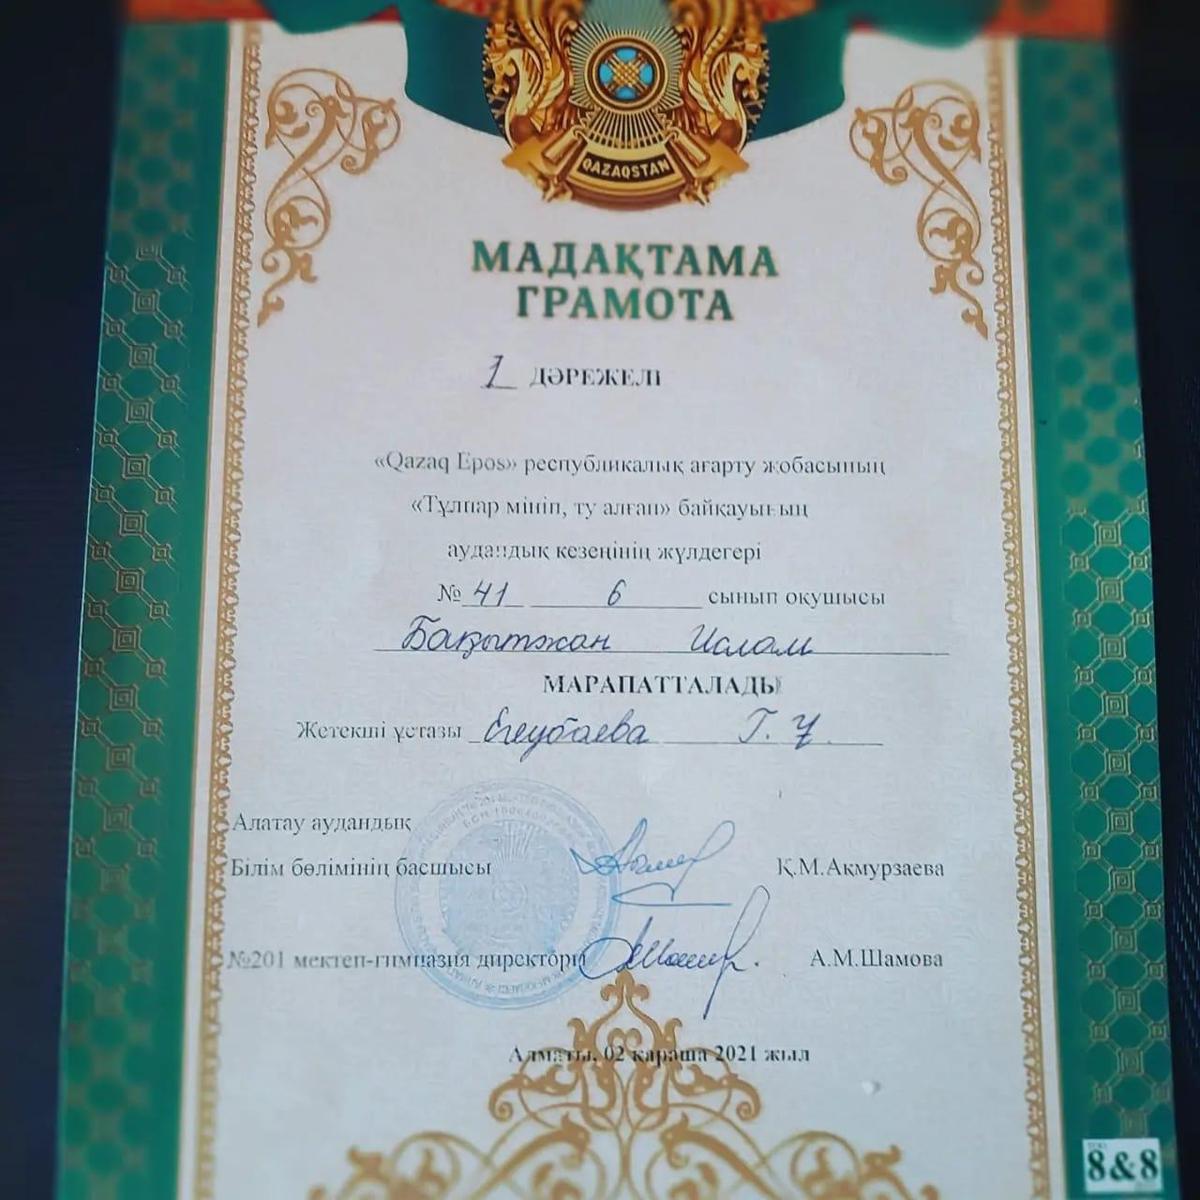 QAZAQSTAN
МАДАҚТАМА
ГРАМОТА
1 ДӘРЕЖЕЛІ
«Qazaq Epos» республикалық ағарту жобасының
«Тұлпар мініп, ту алған» байқауының
аудандық кезеңінің жүлдегері
№ 41 6 сынып оқушысы
Бақытжан Ислам
МАРАПАТТАЛАДЫ
Жетекші ұстазы Егеубаева Г. Ұ.
Алатау аудандық
Білім бөлімінің басшысы Қ.М.Ақмурзаева
№201 мектеп-гимназия директоры А.М.Шамова
Алматы, 02 қараша 2021 жыл
8&8